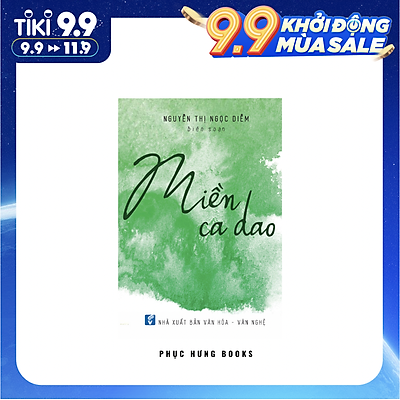 TiKi 9.9
9.9 ▸▸ 11.9
9.9 KHỞI ĐỘNG
MÙA SALE
NGUYỄN THỊ NGỌC DIỄM
biên soạn
Miền
ca dao
NHÀ XUẤT BẢN VĂN HÓA - VĂN NGHỆ
PHỤC HƯNG BOOKS